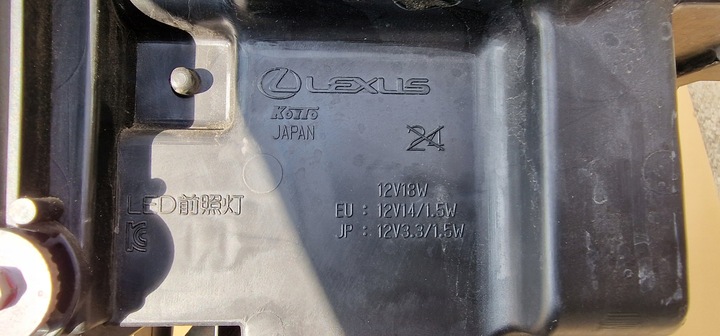 LEXUS
KOITO
JAPAN
24
12V18W
EU : 12V14/1.5W
JP : 12V3.3/1.5W
LED前照灯